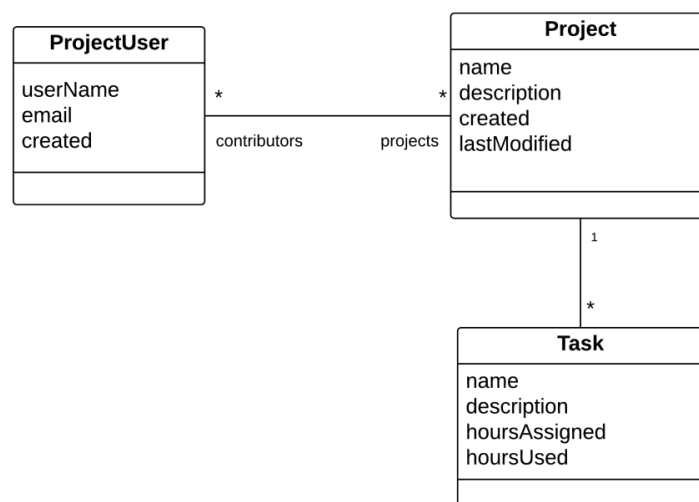 ProjectUser
userName
email
created
*
*
contributors
projects
Project
name
description
created
lastModified
1
*
Task
name
description
hoursAssigned
hoursUsed